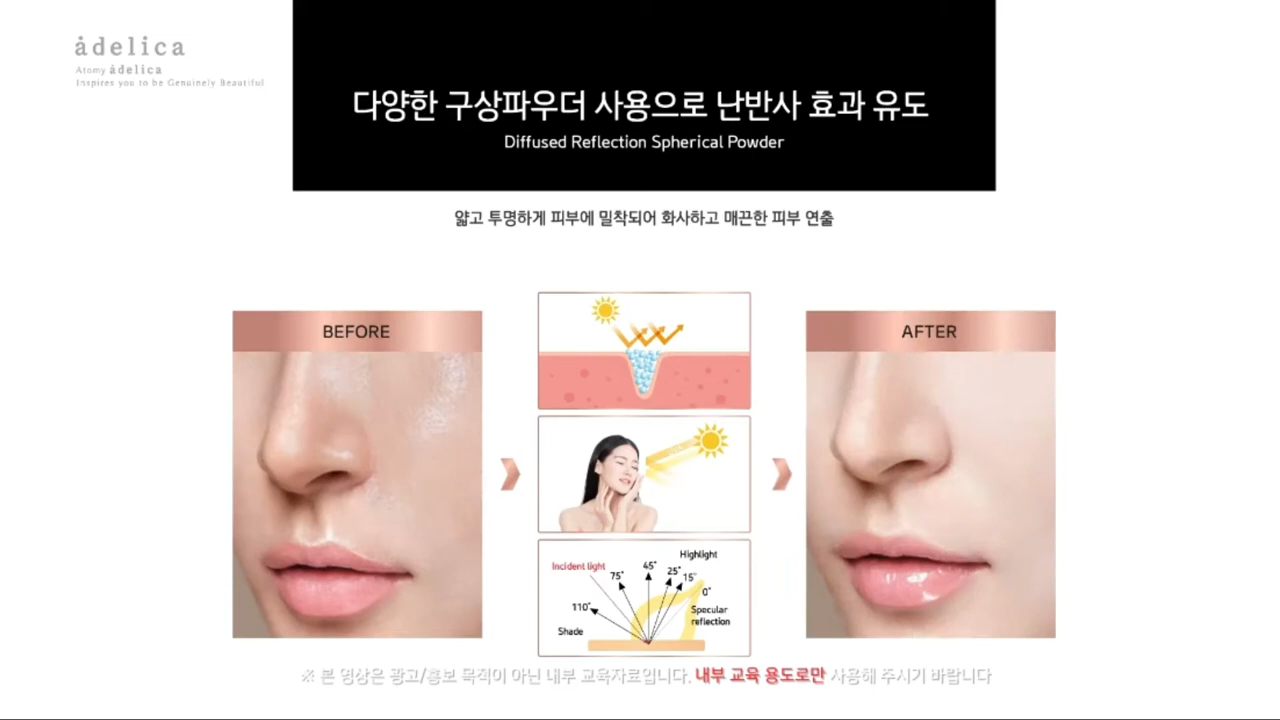 ȧdelica
Atomy ȧdelica
Inspires you to be Genuinely Beautiful
다양한 구상파우더 사용으로 난반사 효과 유도
Diffused Reflection Spherical Powder
얇고 투명하게 피부에 밀착되어 화사하고 매끈한 피부 연출
BEFORE
AFTER
Highlight
Incident light
75°
45°
25°
15°
0°
110°
Specular
reflection
Shade
※ 본 영상은 광고/홍보 목적이 아닌 내부 교육자료입니다. 내부 교육 용도로만 사용해 주시기 바랍니다